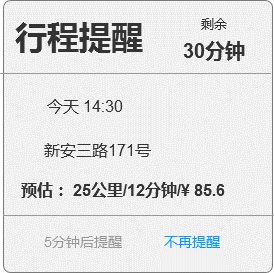 行程提醒
剩余
30分钟
今天 14:30
新安三路171号
预估 ：25公里/12分钟/¥ 85.6
5分钟后提醒 不再提醒